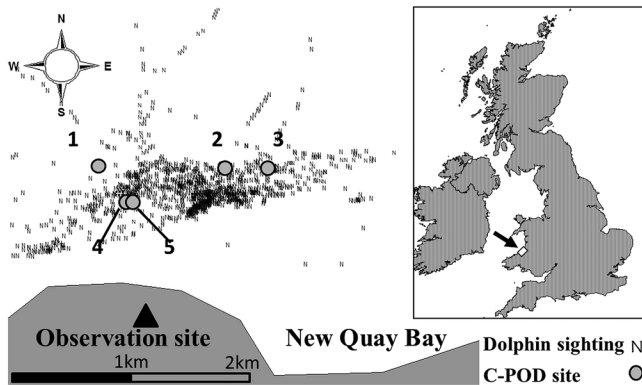 N
W E
S
1 2 3
4 5
Observation site
New Quay Bay
1km 2km
Dolphin sighting N
C-POD site